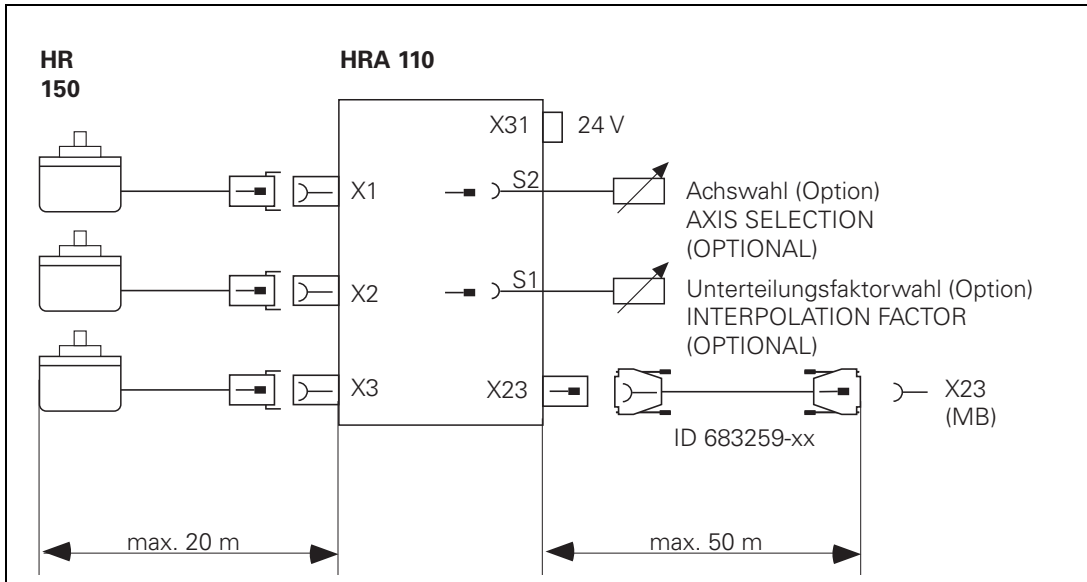 HR
150
HRA 110
X31
24 V
X1
S2
Achswahl (Option)
AXIS SELECTION
(OPTIONAL)
X2
S1
Unterteilungsfaktorwahl (Option)
INTERPOLATION FACTOR
(OPTIONAL)
X3
X23
X23
(MB)
ID 683259-xx
max. 20 m
max. 50 m